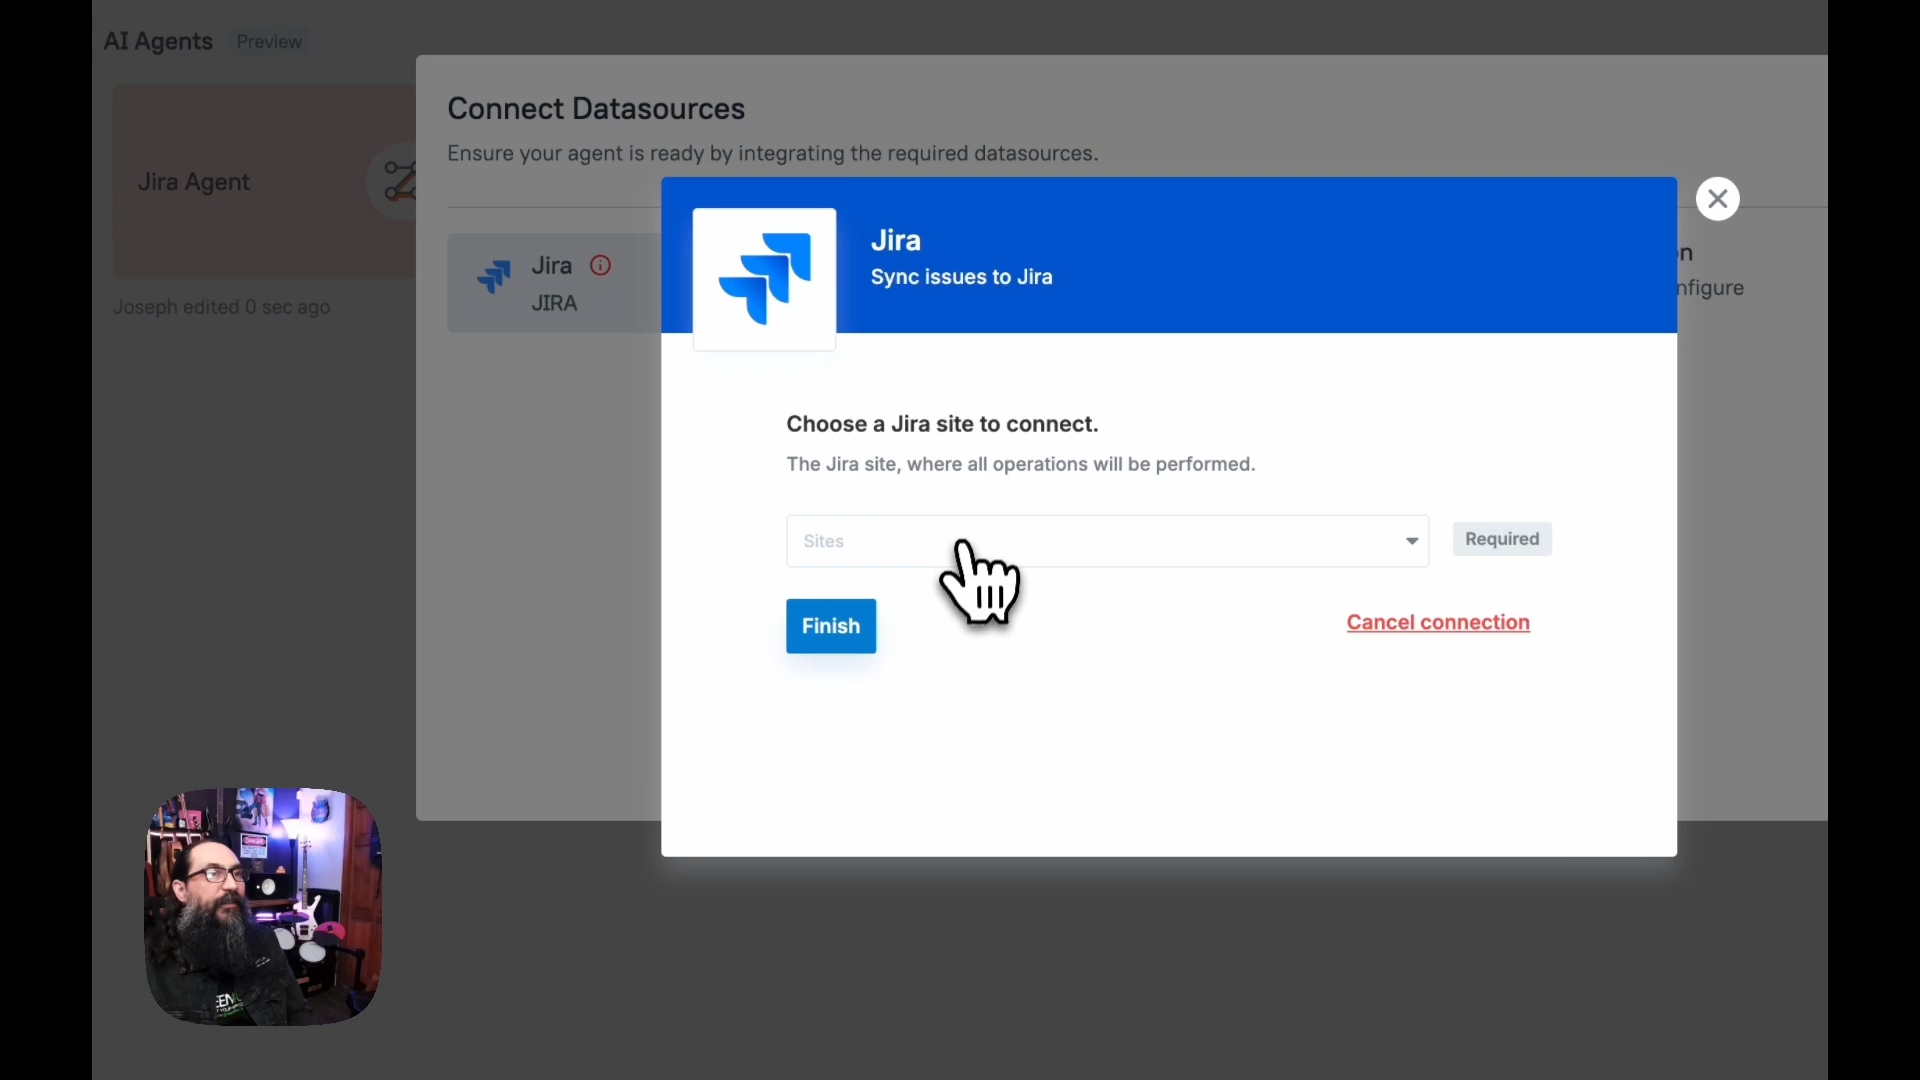 AI Agents
Preview
Jira Agent
Joseph edited 0 sec ago
Connect Datasources
Ensure your agent is ready by integrating the required datasources.
Jira
JIRA
Jira
Sync issues to Jira
Choose a Jira site to connect.
The Jira site, where all operations will be performed.
Sites
Required
Finish
Cancel connection
DANGER